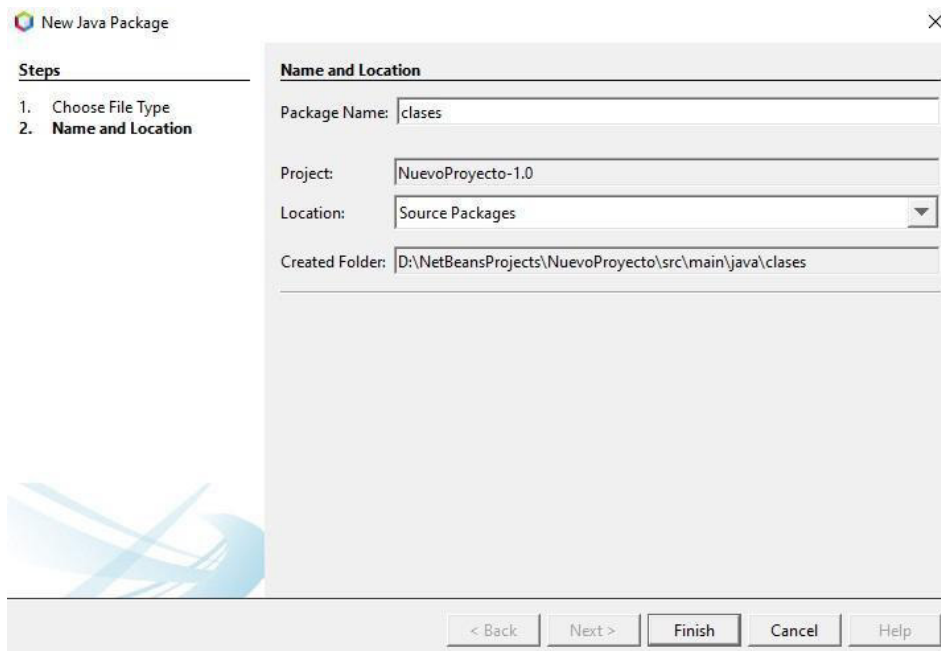 New Java Package
Steps
1. Choose File Type
2. Name and Location
Name and Location
Package Name: clases
Project: NuevoProyecto-1.0
Location: Source Packages
Created Folder: D:\NetBeansProjects\NuevoProyecto\src\main\java\clases
< Back Next > Finish Cancel Help